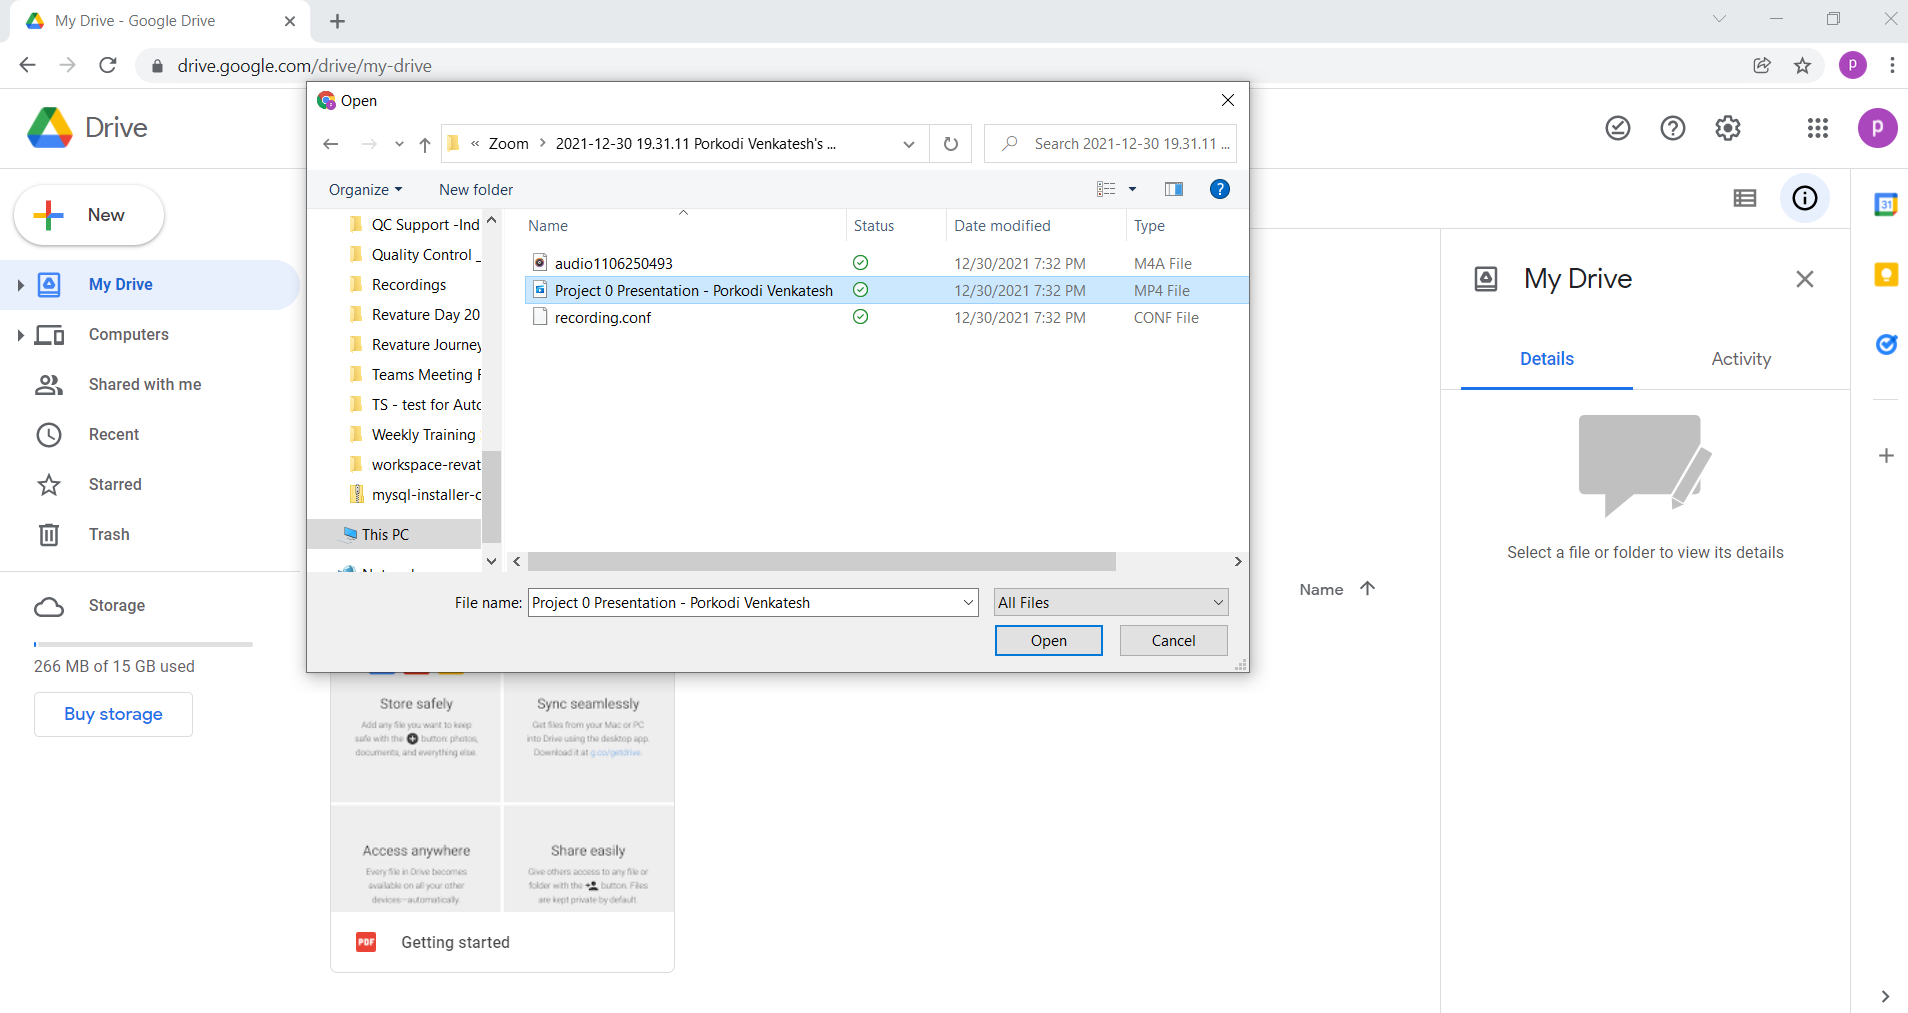 My Drive - Google Drive
drive.google.com/drive/my-drive
P
Open
« Zoom > 2021-12-30 19.31.11 Porkodi Venkatesh's ...
Search 2021-12-30 19.31.11 ...
Drive
p
Organize
New folder
?
New
My Drive
Computers
Shared with me
Recent
Starred
Trash
Storage
266 MB of 15 GB used
Buy storage
QC Support -Ind
Quality Control _
Recordings
Revature Day 20
Revature Journey
Teams Meeting
TS - test for Auto
Weekly Training
workspace-revat
mysql-installer-c
This PC
Name Status Date modified Type
audio1106250493 12/30/2021 7:32 PM M4A File
Project 0 Presentation - Porkodi Venkatesh 12/30/2021 7:32 PM MP4 File
recording.conf 12/30/2021 7:32 PM CONF File
File name: Project 0 Presentation - Porkodi Venkatesh
All Files
Open
Cancel
Store safely
Add any file you want to keep
safe with the button: photos,
documents, and everything else.
Sync seamlessly
Get files from your Mac or PC
into Drive using the desktop app.
Download it at g.co/getdrive.
Access anywhere
Every file in Drive becomes
available on all your other
devices—automatically.
Share easily
Give others access to any file or
folder with the button. Files
are kept private by default.
PDF
Getting started
Name
My Drive
Details
Activity
Select a file or folder to view its details
31